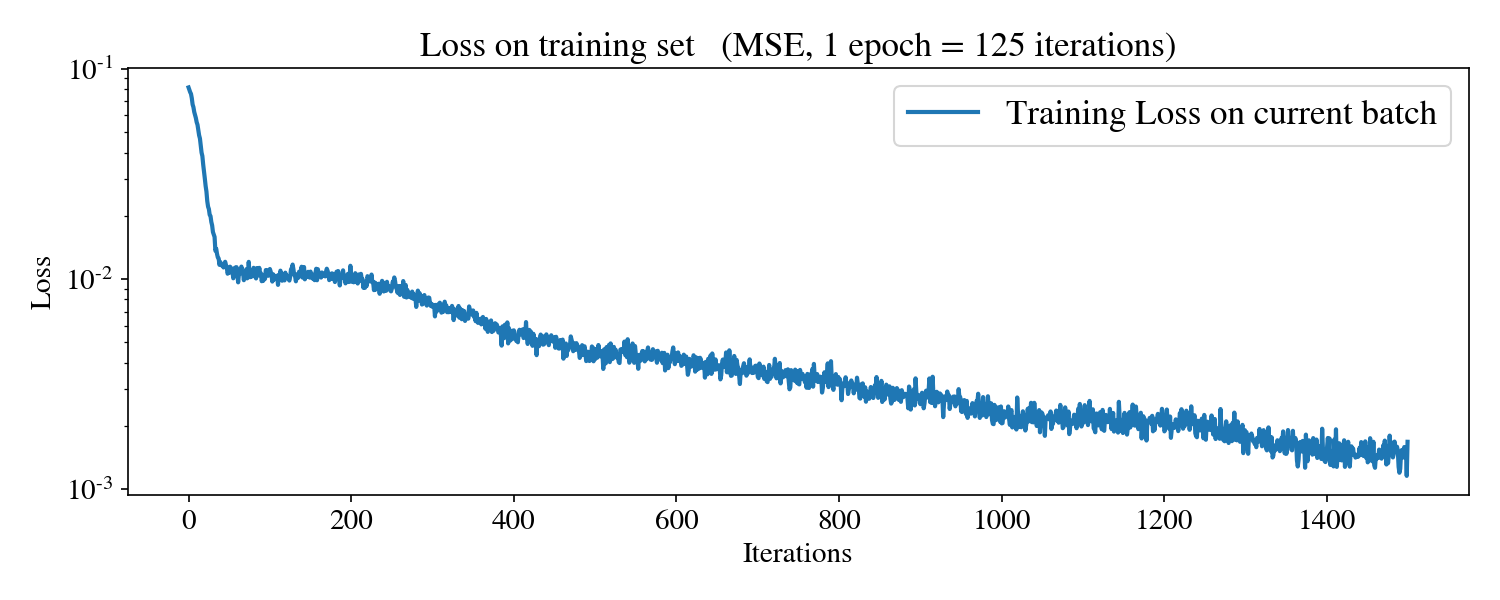 Loss on training set   (MSE, 1 epoch = 125 iterations)
10⁻¹
Training Loss on current batch
Loss
10⁻²
10⁻³
0 200 400 600 800 1000 1200 1400
Iterations